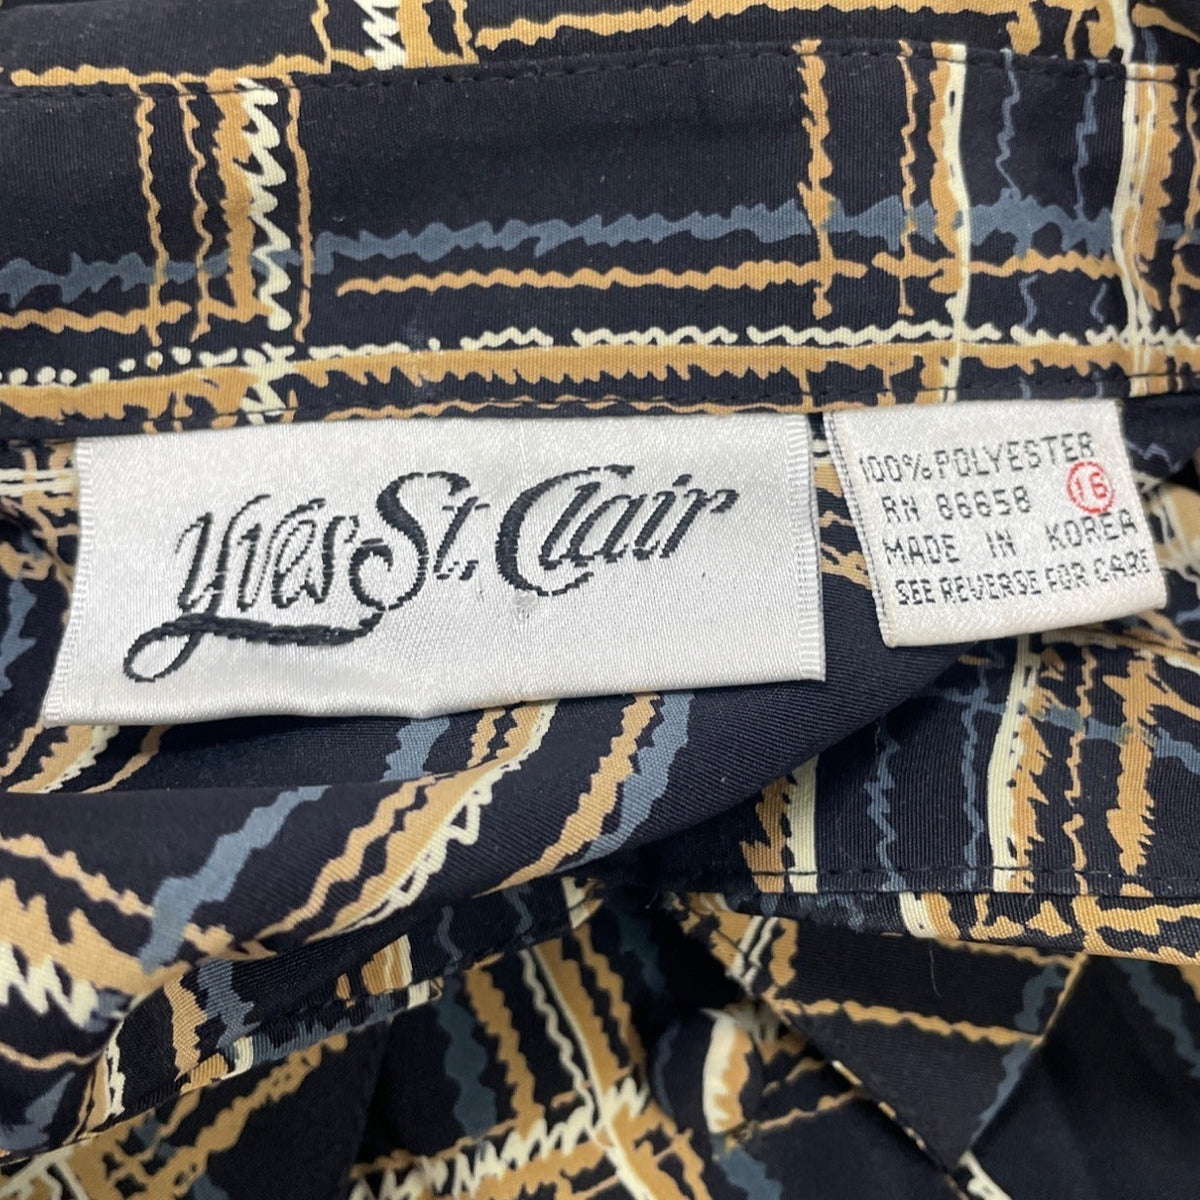 Yves St. Clair
100% POLYESTER
RN 86658 16
MADE IN KOREA
SEE REVERSE FOR CARE